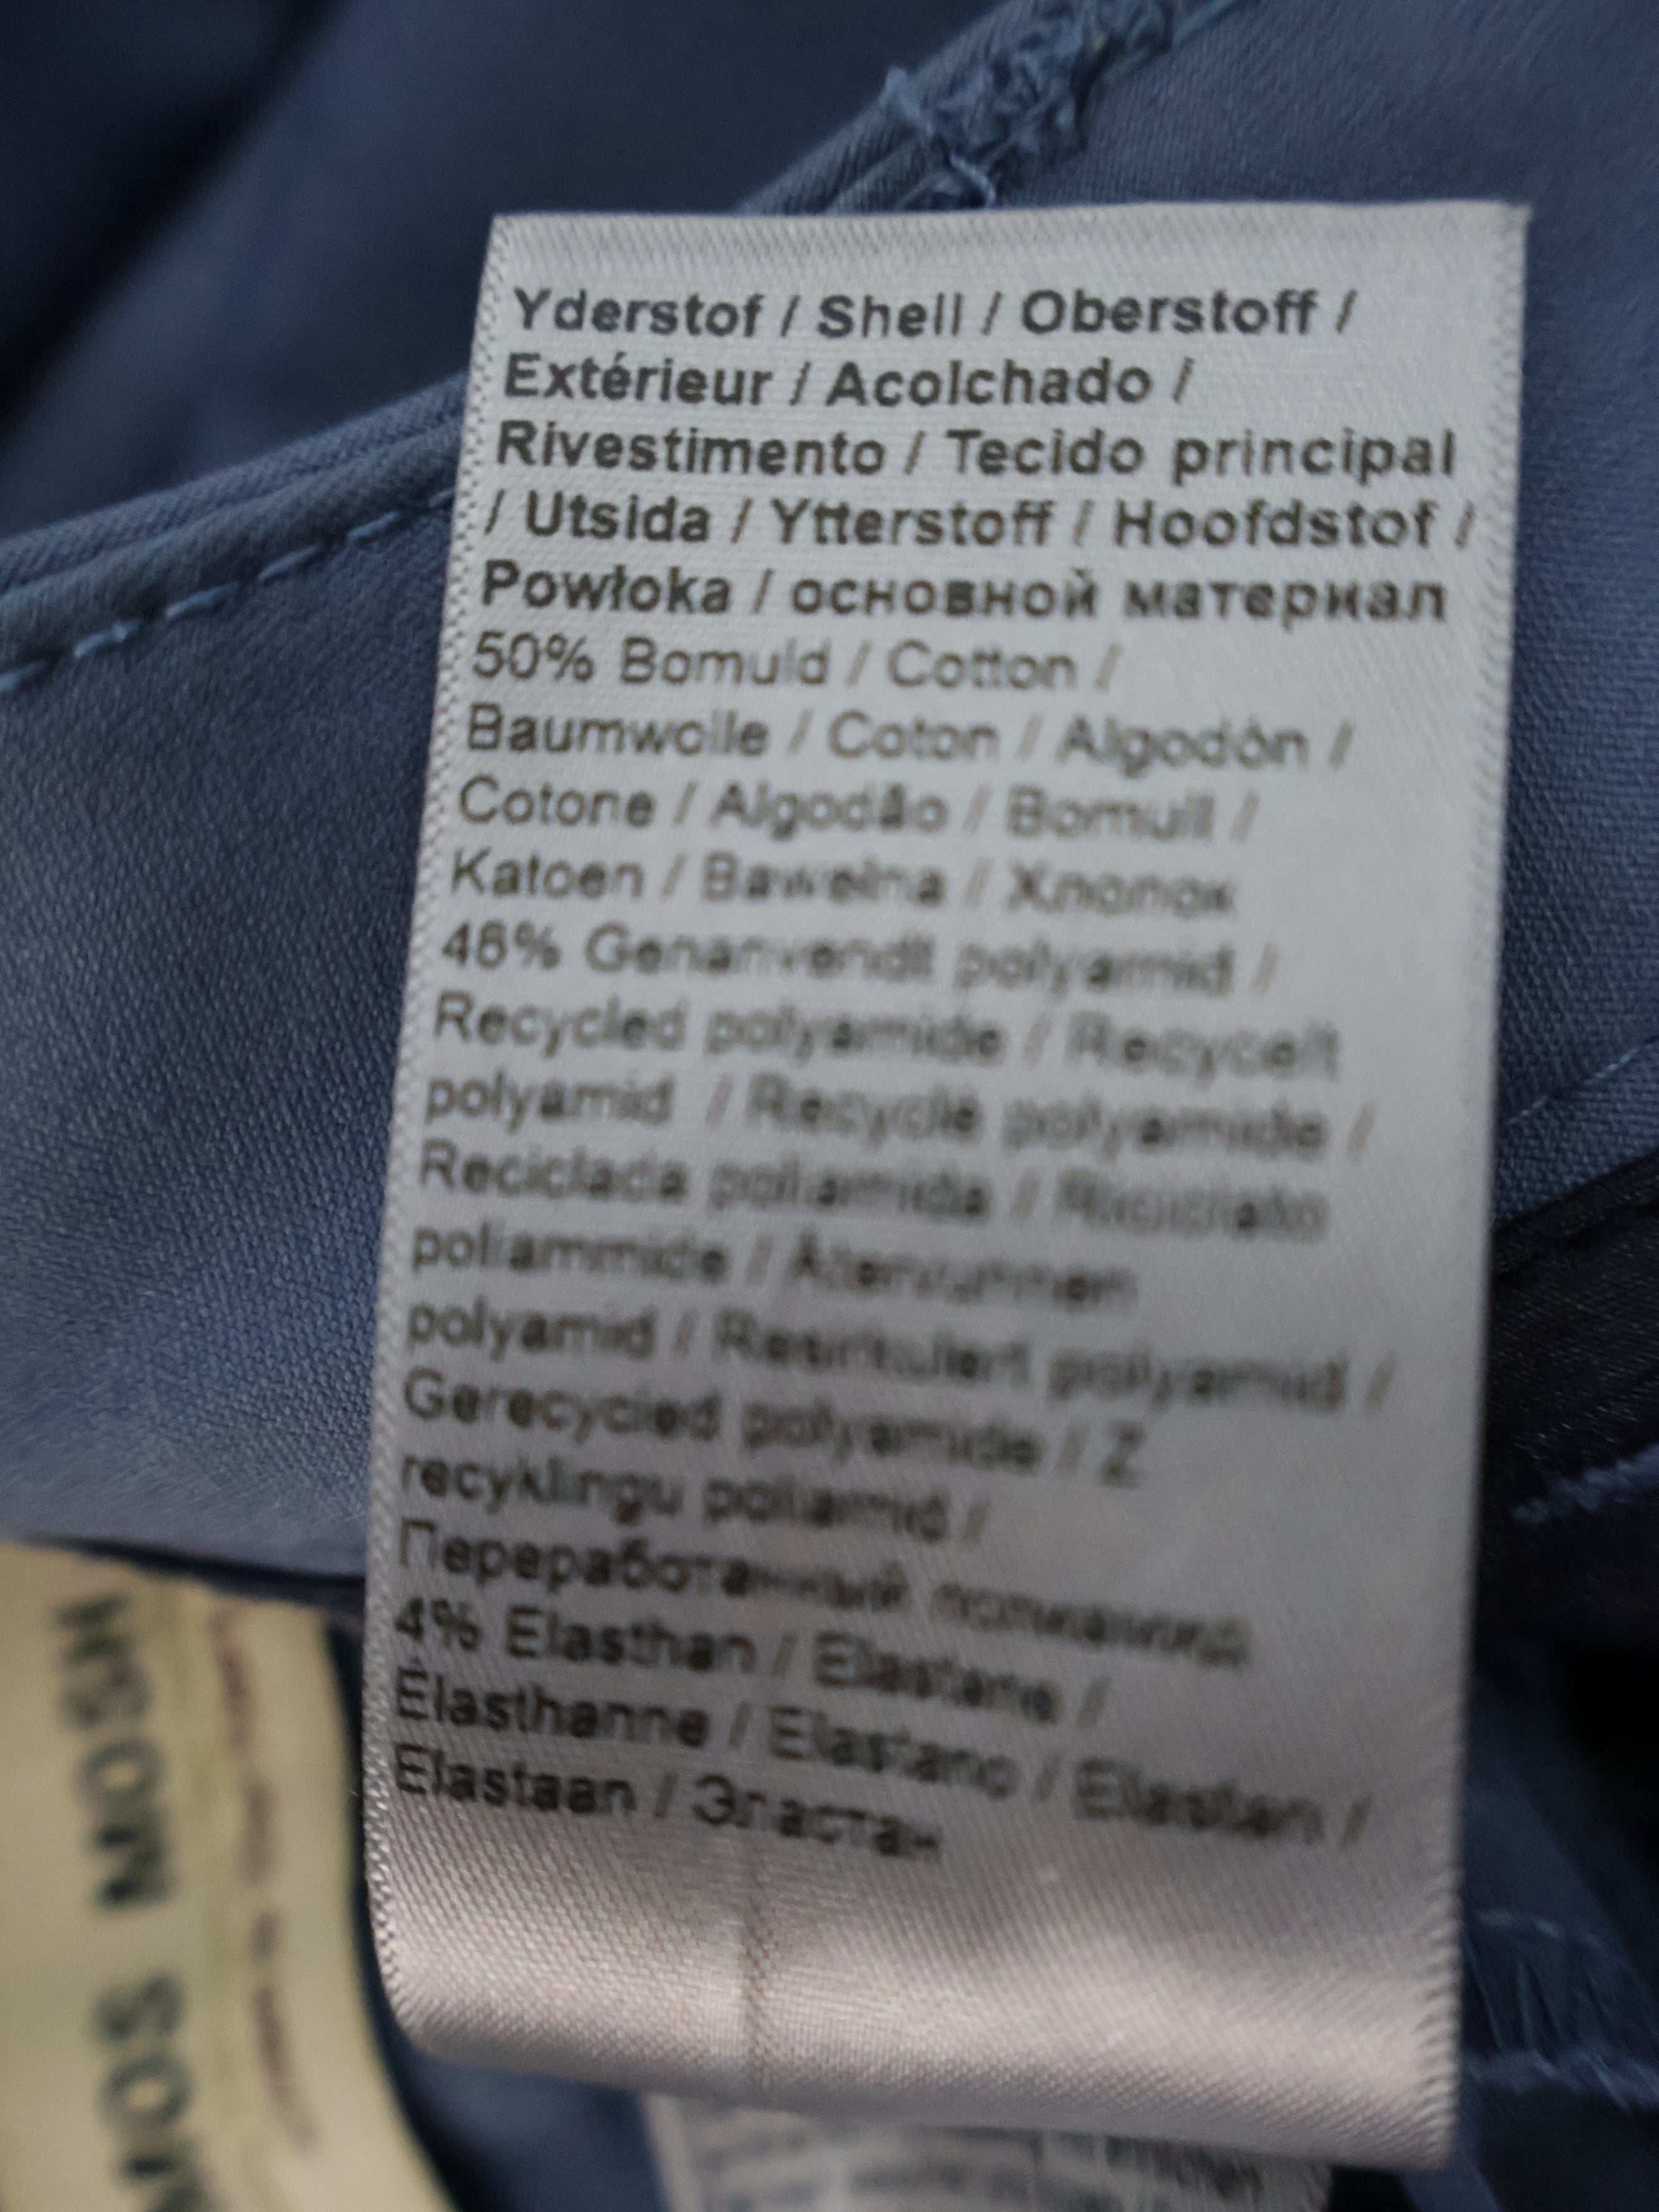 Yderstof / Shell / Oberstoff /
Extérieur / Acolchado /
Rivestimento / Tecido principal
/ Utsida / Ytterstoff / Hoofdstof /
Powłoka / основной материал
50% Bomuld / Cotton /
Baumwolle / Coton / Algodón /
Cotone / Algodão / Bomull /
Katoen / Bawełna / Хлопок
46% Genanvendt polyamid /
Recycled polyamide / Recycelt
polyamid / Recyclé polyamide /
Reciclada poliamida / Riciclato
poliammide / Återvunnen
polyamid / Resirkulert polyamid /
Gerecycled polyamide / Z
recyklingu poliamid /
Переработанный полиамид
4% Elasthan / Elastane /
Élasthanne / Elastano / Elastan /
Elastaan / Эластан
MOS MOSH